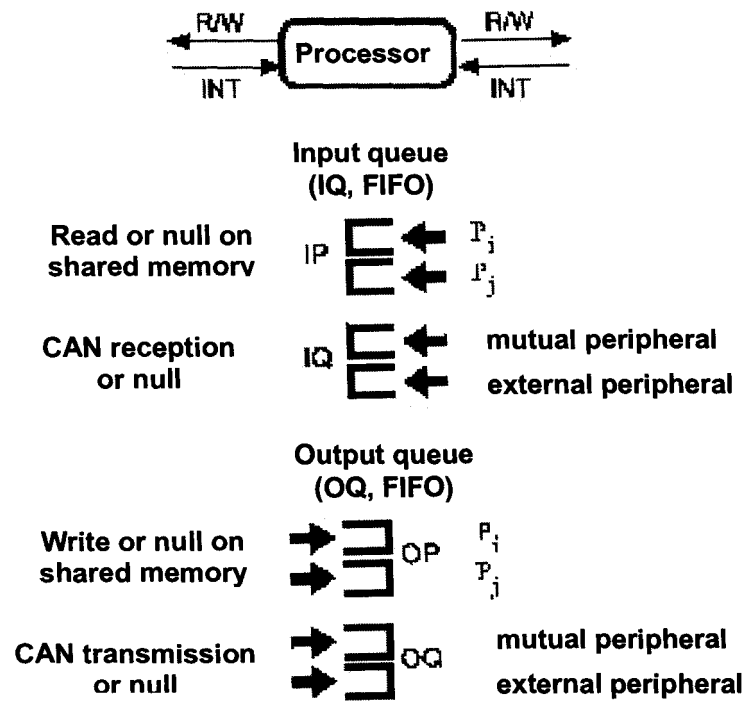 R/W
R/W
Processor
INT
INT
Input queue
(IQ, FIFO)
Read or null on
shared memory
IP
Pi
Pj
CAN reception
or null
IQ
mutual peripheral
external peripheral
Output queue
(OQ, FIFO)
Write or null on
shared memory
OP
Pi
Pj
CAN transmission
or null
OQ
mutual peripheral
external peripheral